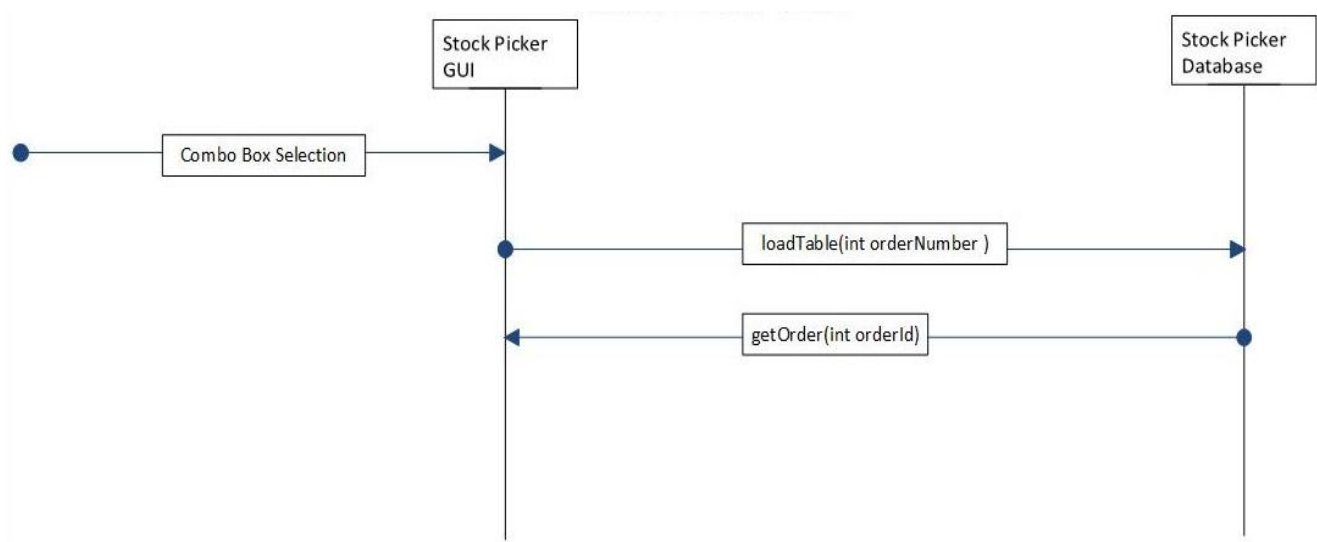 Stock Picker
GUI
Stock Picker
Database
Combo Box Selection
loadTable(int orderNumber )
getOrder(int orderId)